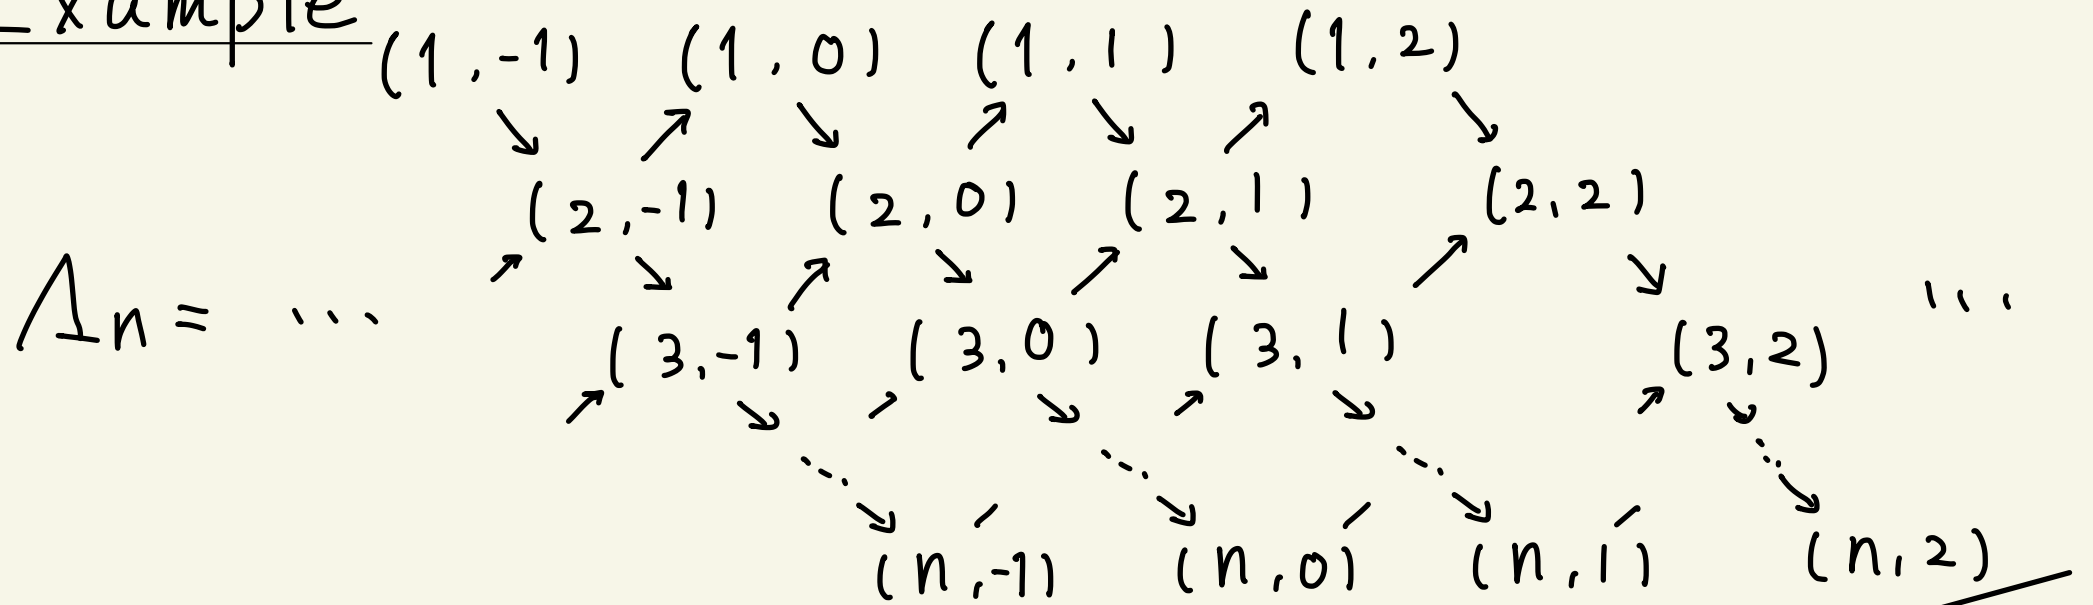 Example
(1,-1) (1,0) (1,1) (1,2)
↘ ↗ ↘ ↗ ↘ ↗ ↘
(2,-1) (2,0) (2,1) (2,2)
↗ ↘ ↗ ↘ ↗ ↘ ↗ ↘
Λn = ... (3,-1) (3,0) (3,1) (3,2) ...
↗ ↘ ↗ ↘ ↗ ↘ ↗ ↘
(n,-1) (n,0) (n,1) (n,2)